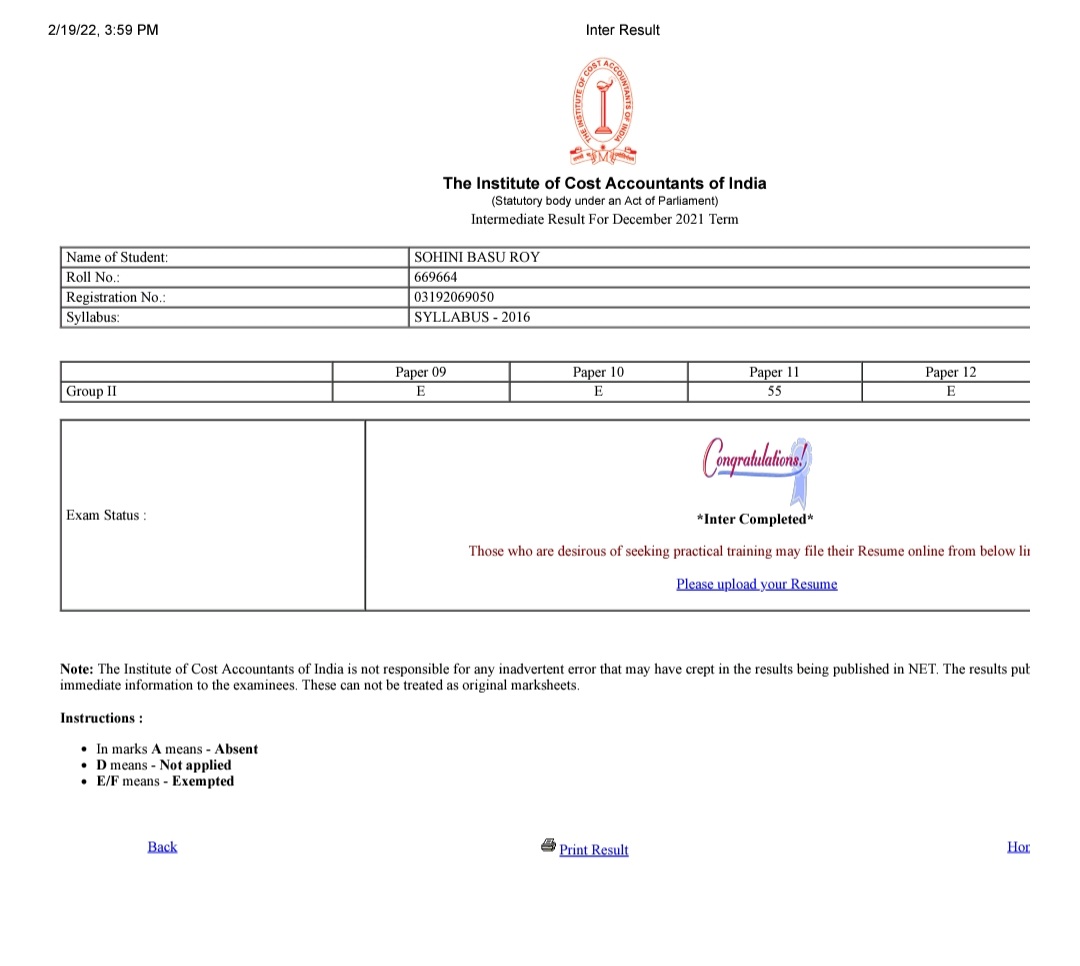 2/19/22, 3:59 PM Inter Result
THE INSTITUTE OF COST ACCOUNTANTS OF INDIA
The Institute of Cost Accountants of India
(Statutory body under an Act of Parliament)
Intermediate Result For December 2021 Term
Name of Student: SOHINI BASU ROY
Roll No.: 669664
Registration No.: 03192069050
Syllabus: SYLLABUS - 2016
Paper 09 Paper 10 Paper 11 Paper 12
Group II E E 55 E
Congratulations!
Exam Status :
*Inter Completed*
Those who are desirous of seeking practical training may file their Resume online from below
Please upload your Resume
Note: The Institute of Cost Accountants of India is not responsible for any inadvertent error that may have crept in the results being published in NET. The results
immediate information to the examinees. These can not be treated as original marksheets.
Instructions :
• In marks A means - Absent
• D means - Not applied
• E/F means - Exempted
Back Print Result